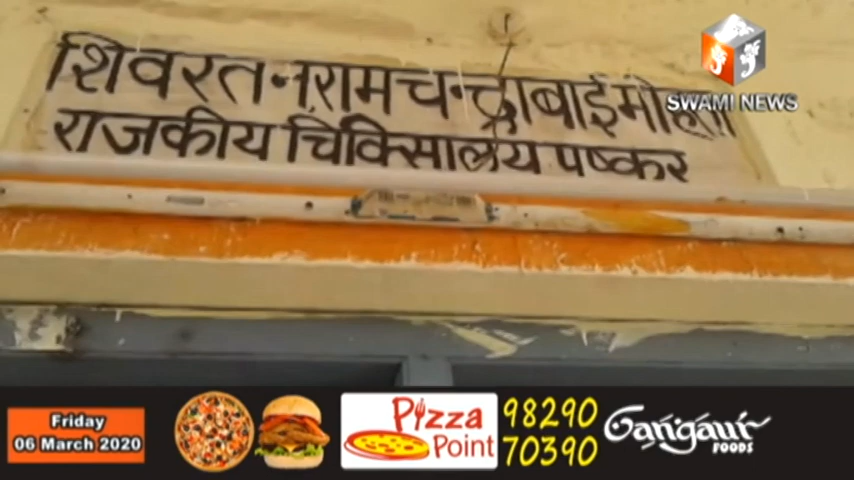 शिवरतन रामचन्द्राबाई मोहता
राजकीय चिकित्सालय पुष्कर
SWAMI NEWS
Friday
06 March 2020
Pizza
Point
98290
70390
Gangaur
FOODS